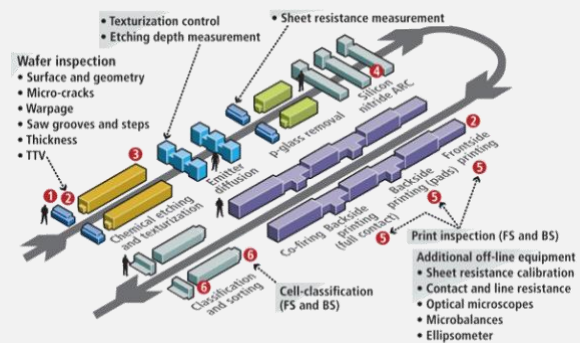 • Texturization control
• Etching depth measurement
• Sheet resistance measurement
Wafer inspection
• Surface and geometry
• Micro-cracks
• Warpage
• Saw grooves and steps
• Thickness
• TTV
1
2
3
Chemical etching
and texturization
Emitter
diffusion
p-glass removal
4
Silicon
nitride ARC
2
Frontside
printing
5
Backside
printing (pads)
5
Backside
printing
(full contact)
5
Co-firing
6
Classification
and sorting
6
Cell-classification
(FS and BS)
Print inspection (FS and BS)
Additional off-line equipment
• Sheet resistance calibration
• Contact and line resistance
• Optical microscopes
• Microbalances
• Ellipsometer